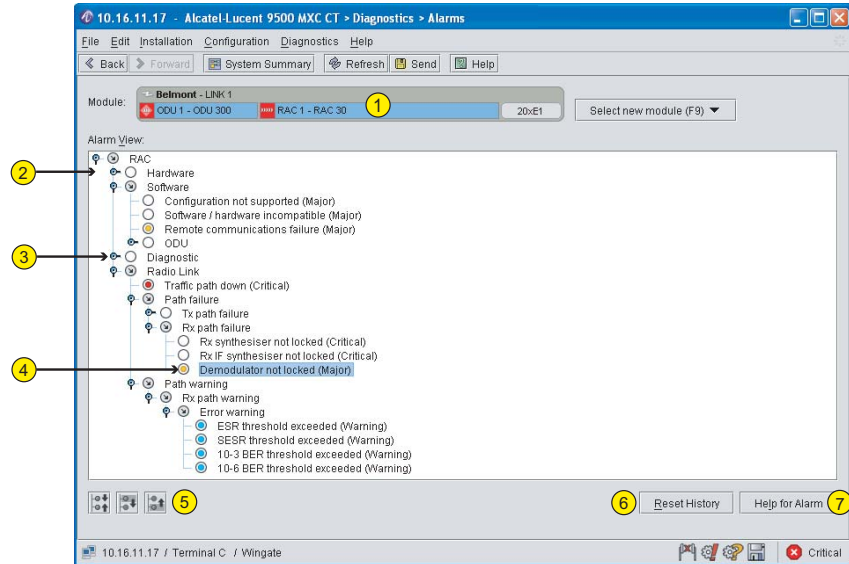 10.16.11.17 - Alcatel-Lucent 9500 MXC CT > Diagnostics > Alarms
File Edit Installation Configuration Diagnostics Help
Back Forward System Summary Refresh Send Help
Module:
Belmont - LINK 1
ODU 1 - ODU 300 RAC 1 - RAC 30 1 20xE1
Select new module (F9)
Alarm View:
RAC
2 Hardware
Software
Configuration not supported (Major)
Software / hardware incompatible (Major)
Remote communications failure (Major)
ODU
3 Diagnostic
Radio Link
Traffic path down (Critical)
Path failure
Tx path failure
Rx path failure
Rx synthesiser not locked (Critical)
Rx IF synthesiser not locked (Critical)
4 Demodulator not locked (Major)
Path warning
Rx path warning
Error warning
ESR threshold exceeded (Warning)
SESR threshold exceeded (Warning)
10-3 BER threshold exceeded (Warning)
10-6 BER threshold exceeded (Warning)
5 6 Reset History Help for Alarm 7
10.16.11.17 / Terminal C / Wingate Critical